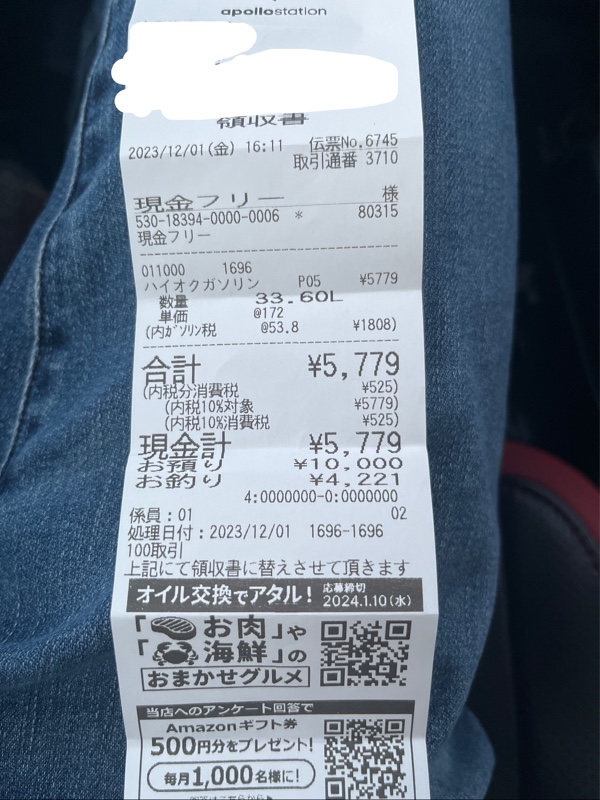 apollostation
領収書
2023/12/01(金) 16:11 伝票No.6745
取引通番 3710
現金フリー 様
530-18394-0000-0006 * 80315
現金フリー
011000 1696
ハイオクガソリン P05 ¥5779
数量 33.60L
単価 @172
(内ガソリン税 @53.8 ¥1808)
合計 ¥5,779
(内税分消費税 ¥525)
(内税10%対象 ¥5779)
(内税10%消費税 ¥525)
現金計 ¥5,779
お預り ¥10,000
お釣り ¥4,221
4:0000000-0:0000000
係員:01 02
処理日付:2023/12/01 1696-1696
100取引
上記にて領収書に替えさせて頂きます
オイル交換でアタル! 応募締切 2024.1.10(水)
「お肉」や
「海鮮」の
おまかせグルメ
当店へのアンケート回答で
Amazonギフト券
500円分をプレゼント!
毎月1,000名様に!